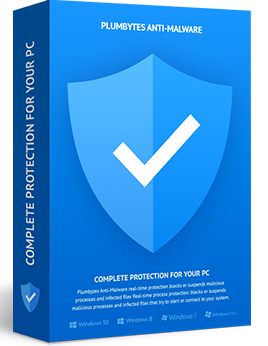 PLUMBYTES ANTI-MALWARE
COMPLETE PROTECTION FOR YOUR PC
COMPLETE PROTECTION FOR YOUR PC
Plumbytes Anti-Malware real-time protection blocks or suspends malicious
processes and infected files Real-time process protection blocks or suspends
malicious processes and infected files that try to start or connect to your system.
Windows 10
Windows 8
Windows 7
Windows